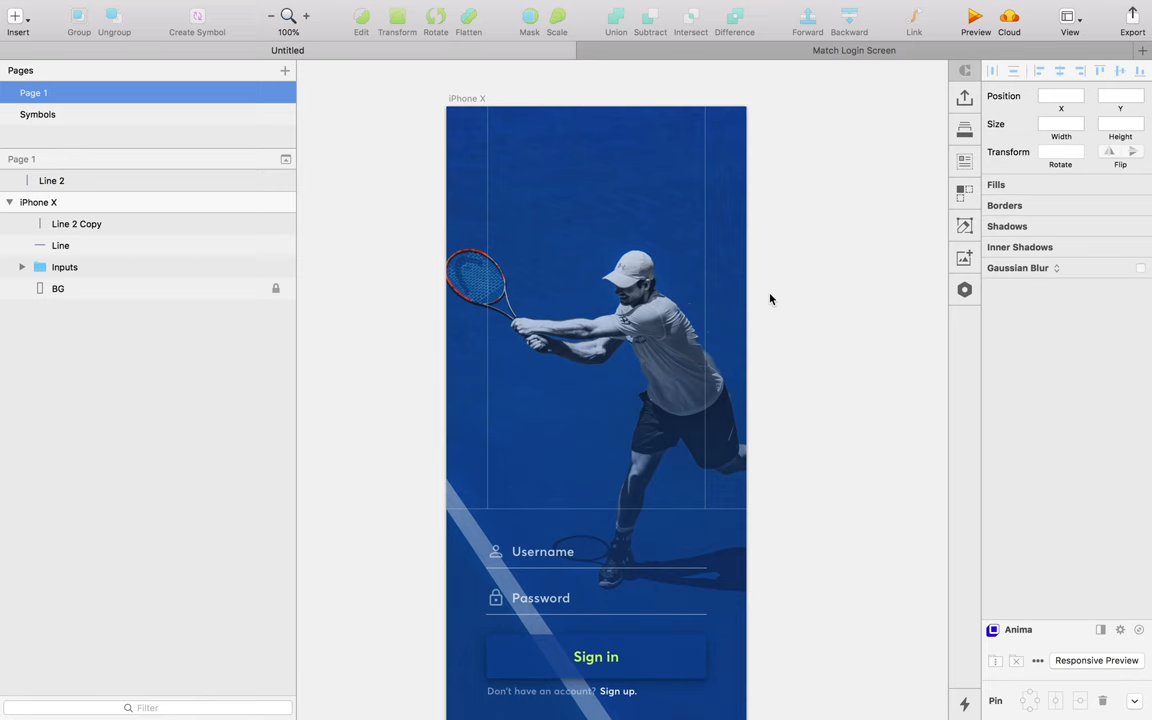 Insert
Group
Ungroup
Create Symbol
100%
Edit
Transform
Rotate
Flatten
Mask
Scale
Union
Subtract
Intersect
Difference
Forward
Backward
Link
Preview
Cloud
View
Export
Untitled
Match Login Screen
Pages
Page 1
Symbols
Page 1
Line 2
iPhone X
Line 2 Copy
Line
Inputs
BG
Filter
iPhone X
Username
Password
Sign in
Don't have an account? Sign up.
Position
X
Y
Size
Width
Height
Transform
Rotate
Flip
Fills
Borders
Shadows
Inner Shadows
Gaussian Blur
Anima
Responsive Preview
Pin